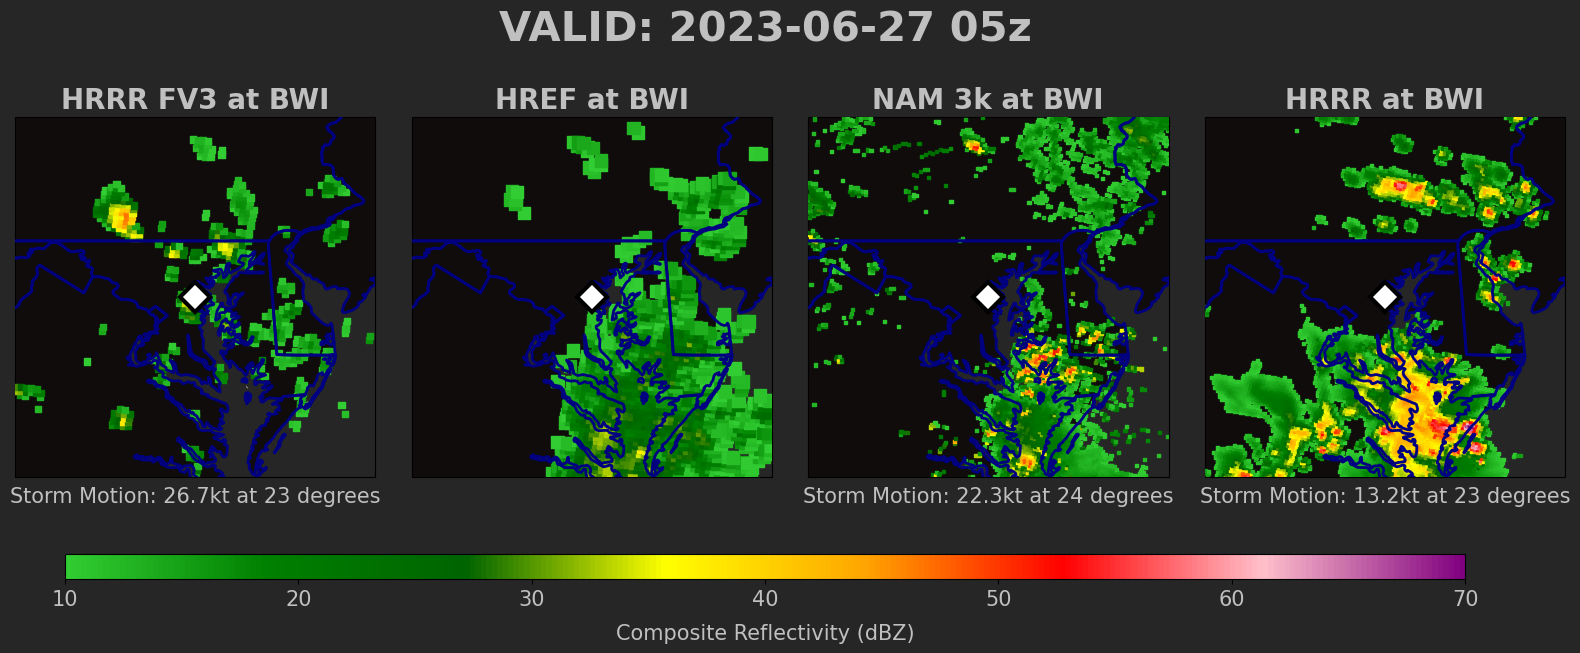 VALID: 2023-06-27 05z
HRRR FV3 at BWI
HREF at BWI
NAM 3k at BWI
HRRR at BWI
Storm Motion: 26.7kt at 23 degrees
Storm Motion: 22.3kt at 24 degrees
Storm Motion: 13.2kt at 23 degrees
10 20 30 40 50 60 70
Composite Reflectivity (dBZ)